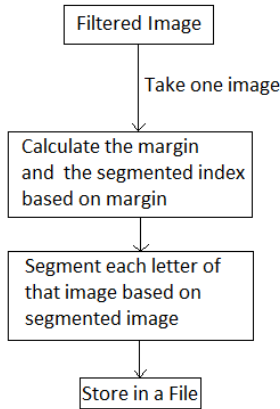 Filtered Image
Take one image
Calculate the margin
and the segmented index
based on margin
Segment each letter of
that image based on
segmented image
Store in a File